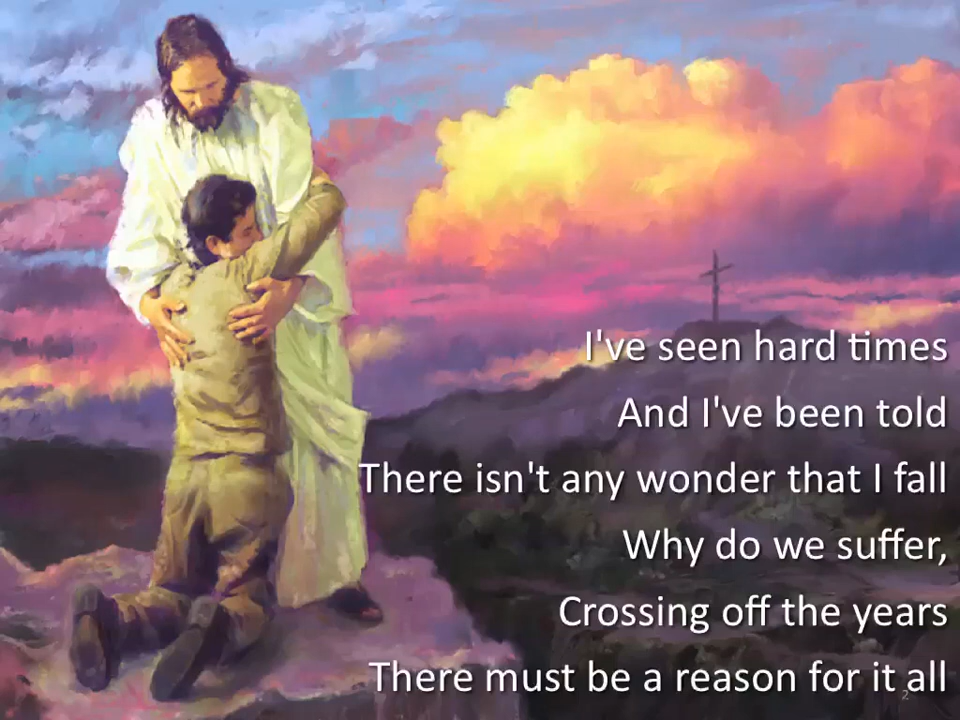 I've seen hard times
And I've been told
There isn't any wonder that I fall
Why do we suffer,
Crossing off the years
There must be a reason for it all
2